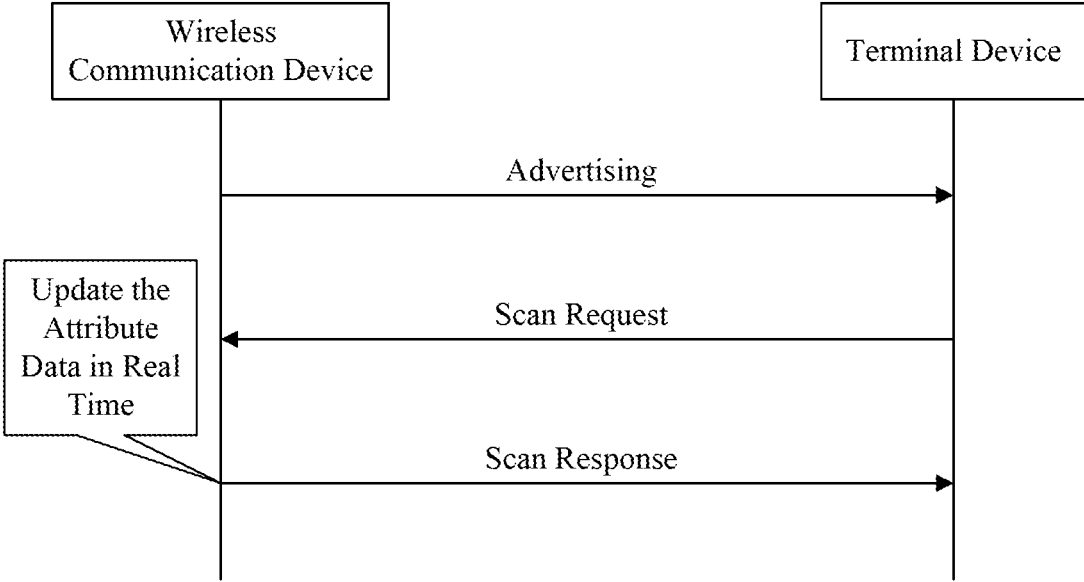 Wireless
Communication Device
Terminal Device
Advertising
Update the
Attribute
Data in Real
Time
Scan Request
Scan Response